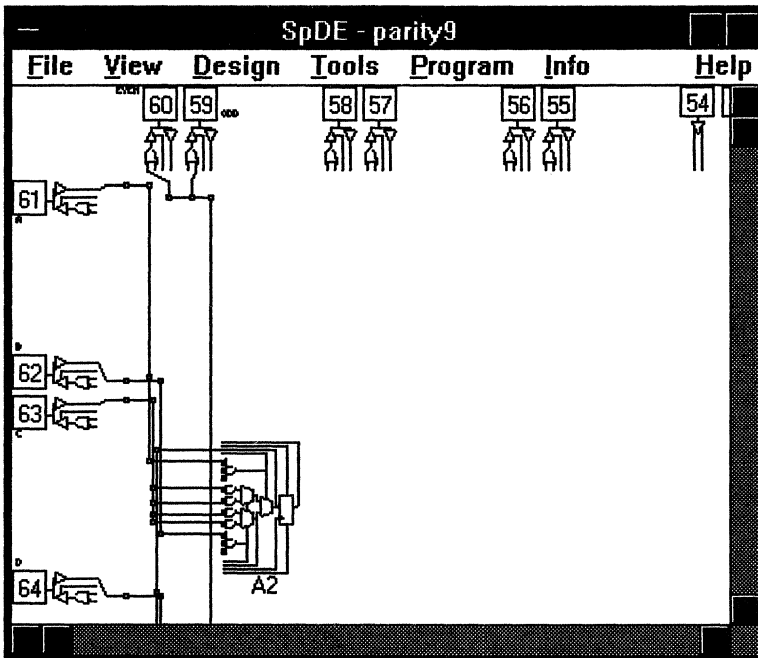 SpDE - parity9
File View Design Tools Program Info Help
EVEN 60 59 ODD 58 57 56 55 54
61
A
B
62
63
C
D
64
A2